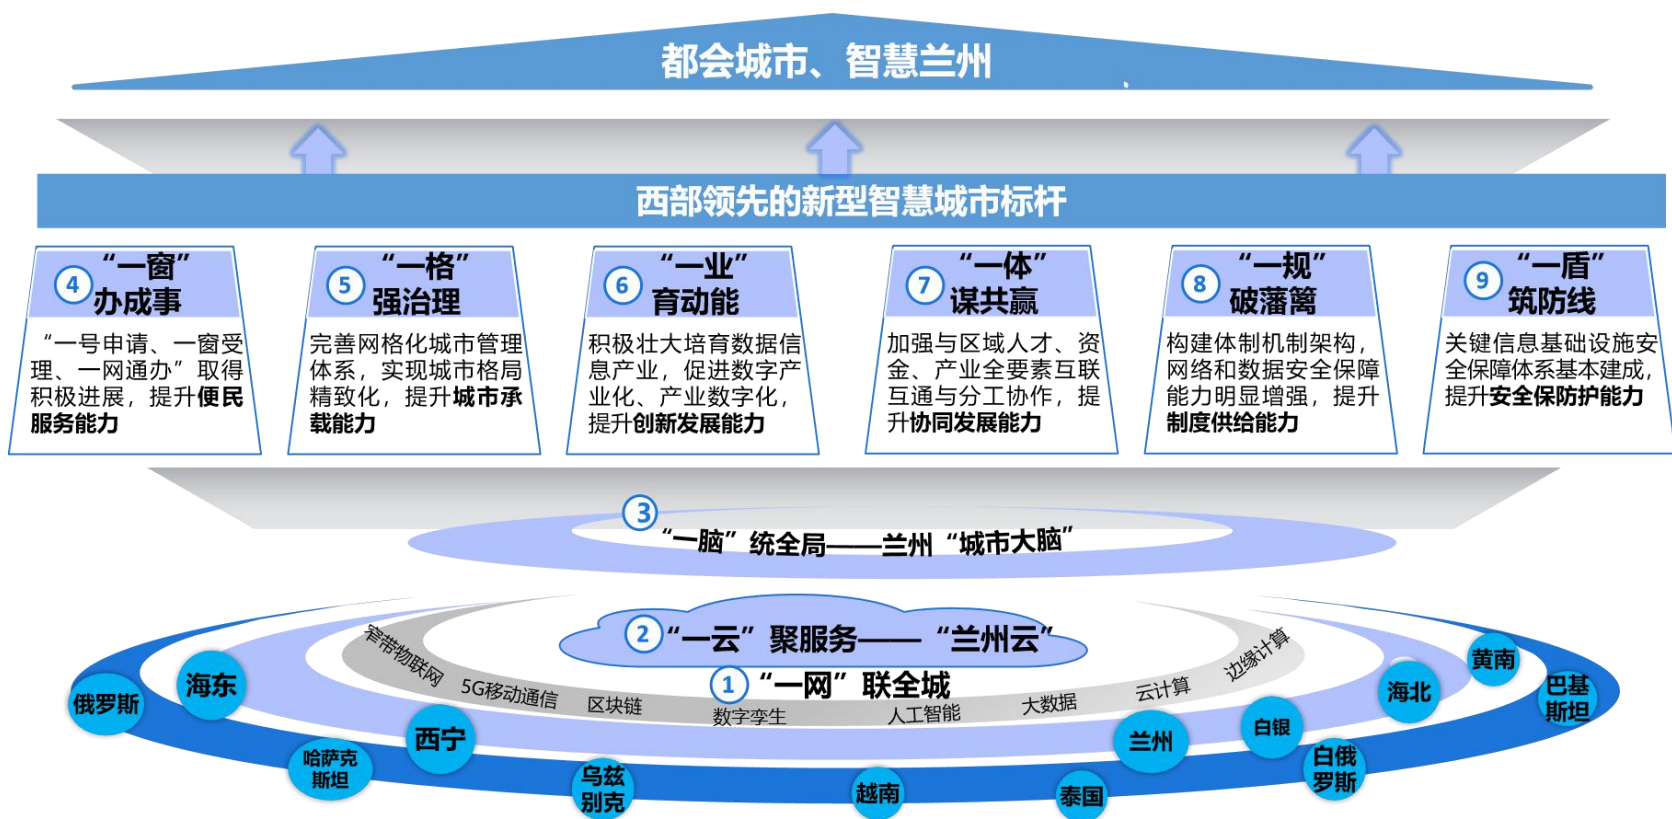 都会城市、智慧兰州
西部领先的新型智慧城市标杆
④ “一窗”
办成事
“一号申请、一窗受
理、一网通办”取得
积极进展，提升便民
服务能力
⑤ “一格”
强治理
完善网格化城市管理
体系，实现城市格局
精致化，提升城市承
载能力
⑥ “一业”
育动能
积极壮大培育数据信
息产业，促进数字产
业化、产业数字化，
提升创新发展能力
⑦ “一体”
谋共赢
加强与区域人才、资
金、产业全要素互联
互通与分工协作，提
升协同发展能力
⑧ “一规”
破藩篱
构建体制机制架构，
网络和数据安全保障
能力明显增强，提升
制度供给能力
⑨ “一盾”
筑防线
关键信息基础设施安
全保障体系基本建成，
提升安全保防护能力
③ “一脑”统全局——兰州“城市大脑”
② “一云”聚服务——“兰州云”
① “一网”联全城
窄带物联网
5G移动通信
区块链
数字孪生
人工智能
大数据
云计算
边缘计算
海东
西宁
兰州
白银
海北
黄南
俄罗斯
哈萨克
斯坦
乌兹
别克
越南
泰国
白俄
罗斯
巴基
斯坦